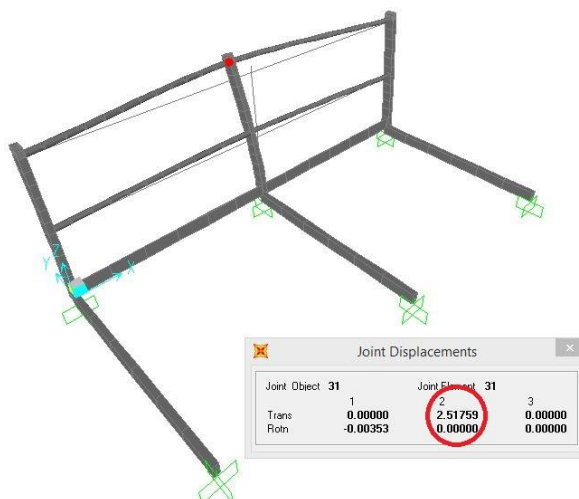 Z
Y
X
Joint Displacements
Joint Object 31 Joint Element 31
1 2 3
Trans 0.00000 2.51759 0.00000
Rotn -0.00353 0.00000 0.00000